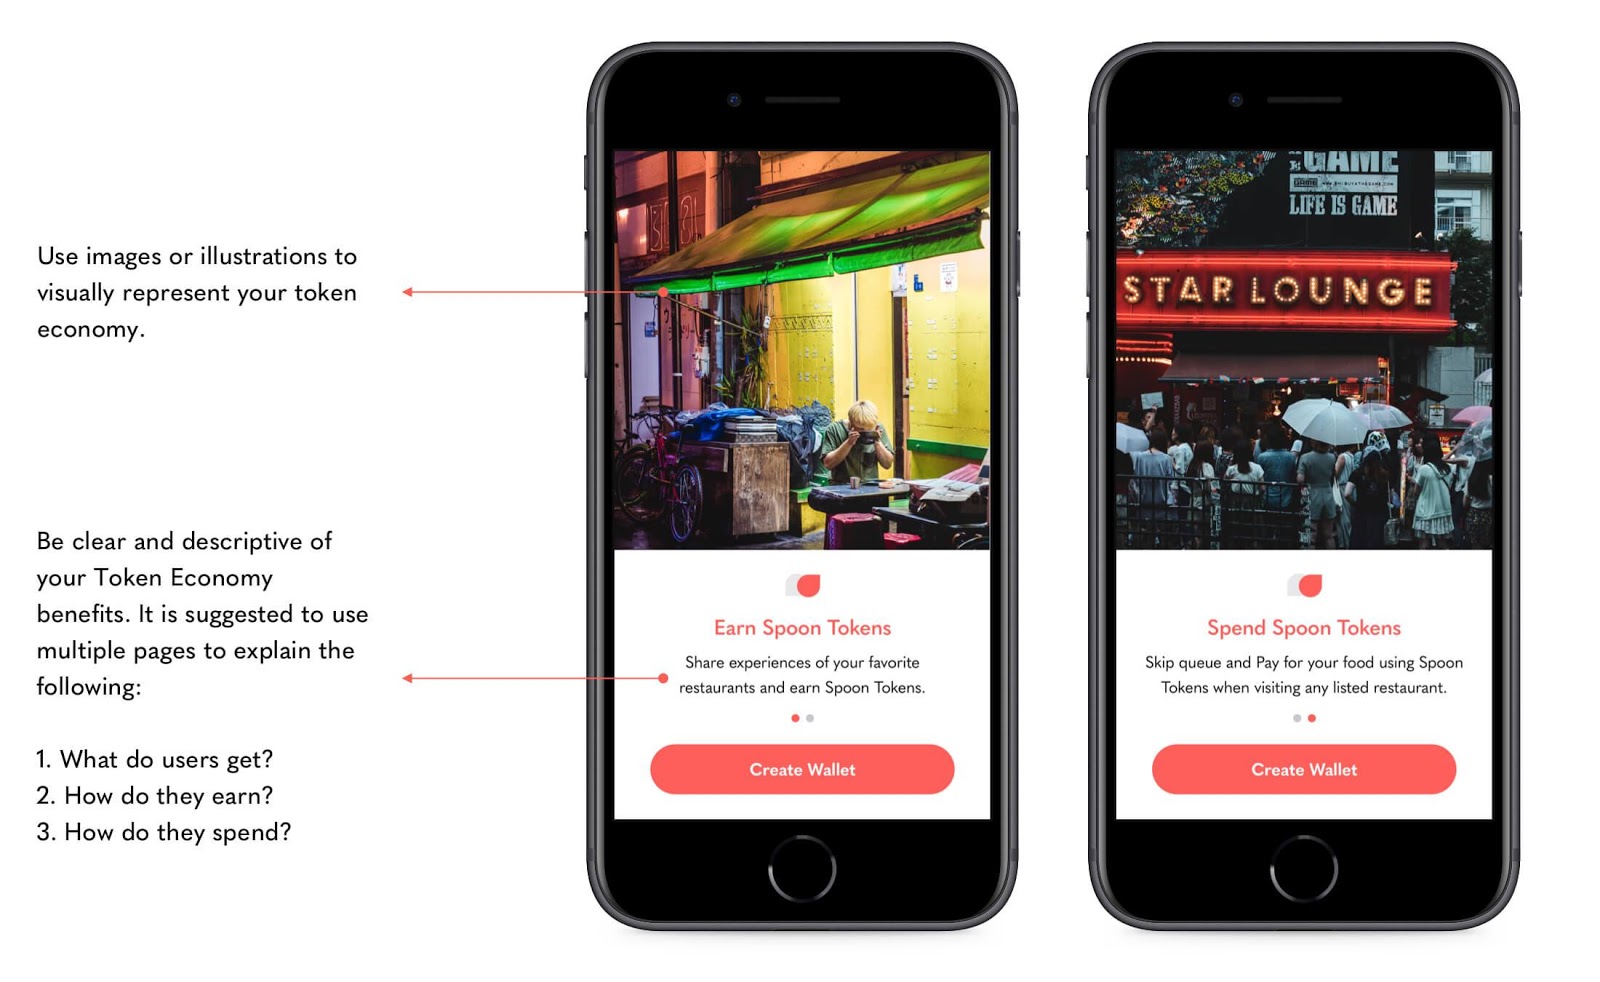 Use images or illustrations to
visually represent your token
economy.
Be clear and descriptive of
your Token Economy
benefits. It is suggested to use
multiple pages to explain the
following:
1. What do users get?
2. How do they earn?
3. How do they spend?
Earn Spoon Tokens
Share experiences of your favorite
restaurants and earn Spoon Tokens.
Create Wallet
GAME
GAME WWW.SHIBUYATHEGAME.COM
LIFE IS GAME
STAR LOUNGE
Spend Spoon Tokens
Skip queue and Pay for your food using Spoon
Tokens when visiting any listed restaurant.
Create Wallet